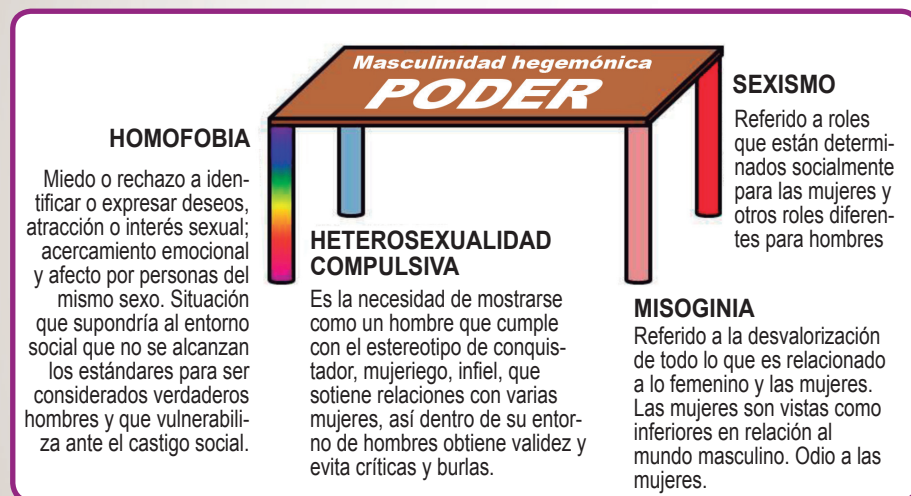 Masculinidad hegemónica
PODER
HOMOFOBIA
Miedo o rechazo a iden-
tificar o expresar deseos,
atracción o interés sexual;
acercamiento emocional
y afecto por personas del
mismo sexo. Situación
que supondría al entorno
social que no se alcanzan
los estándares para ser
considerados verdaderos
hombres y que vulnerabili-
za ante el castigo social.
HETEROSEXUALIDAD
COMPULSIVA
Es la necesidad de mostrarse
como un hombre que cumple
con el estereotipo de conquis-
tador, mujeriego, infiel, que
sotiene relaciones con varias
mujeres, así dentro de su entor-
no de hombres obtiene validez y
evita críticas y burlas.
SEXISMO
Referido a roles
que están determi-
nados socialmente
para las mujeres y
otros roles diferen-
tes para hombres
MISOGINIA
Referido a la desvalorización
de todo lo que es relacionado
a lo femenino y las mujeres.
Las mujeres son vistas como
inferiores en relación al
mundo masculino. Odio a las
mujeres.